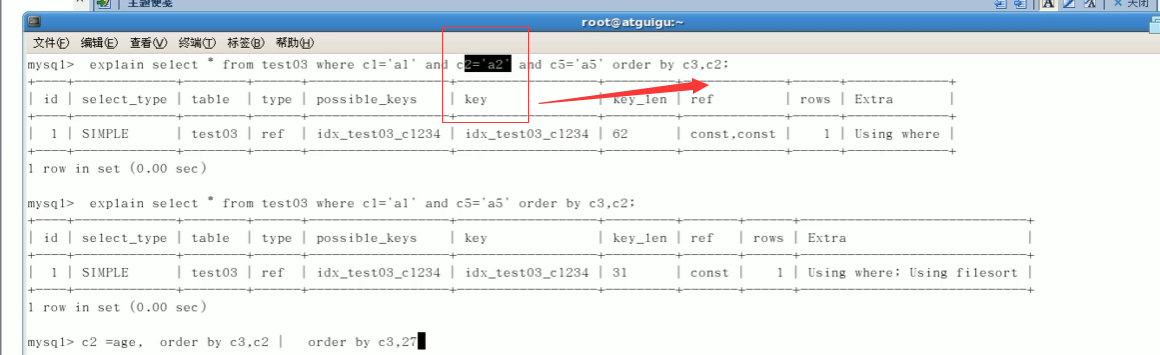 主题便笺 A A 关闭
root@atguigu:~
文件(F) 编辑(E) 查看(V) 终端(T) 标签(B) 帮助(H)
mysql> explain select * from test03 where c1='a1' and c2='a2' and c5='a5' order by c3,c2;
+----+-------------+--------+------+------------------+------------------+---------+-------------+------+-------------+
| id | select_type | table | type | possible_keys | key | key_len | ref | rows | Extra |
+----+-------------+--------+------+------------------+------------------+---------+-------------+------+-------------+
| 1 | SIMPLE | test03 | ref | idx_test03_c1234 | idx_test03_c1234 | 62 | const,const | 1 | Using where |
+----+-------------+--------+------+------------------+------------------+---------+-------------+------+-------------+
1 row in set (0.00 sec)
mysql> explain select * from test03 where c1='a1' and c5='a5' order by c3,c2;
+----+-------------+--------+------+------------------+------------------+---------+-------+------+-----------------------------+
| id | select_type | table | type | possible_keys | key | key_len | ref | rows | Extra |
+----+-------------+--------+------+------------------+------------------+---------+-------+------+-----------------------------+
| 1 | SIMPLE | test03 | ref | idx_test03_c1234 | idx_test03_c1234 | 31 | const | 1 | Using where; Using filesort |
+----+-------------+--------+------+------------------+------------------+---------+-------+------+-----------------------------+
1 row in set (0.00 sec)
mysql> c2 =age, order by c3,c2 | order by c3,27